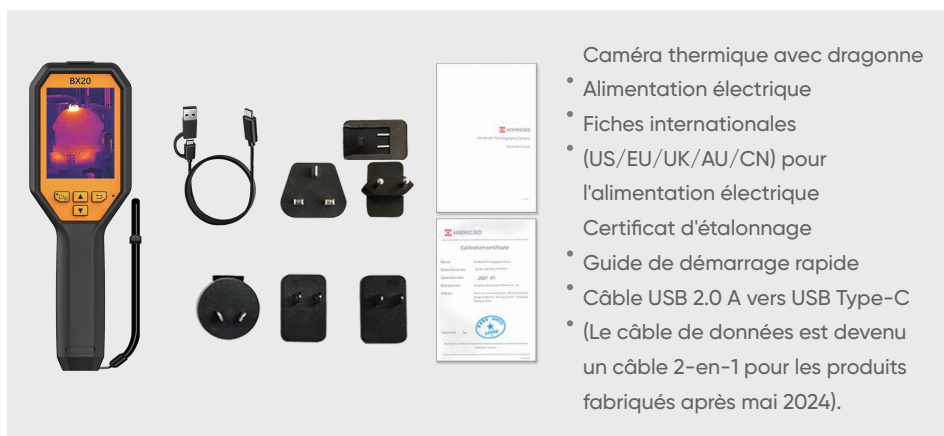 BX20
HIKMICRO
HIKMICRO
Calibration certificate
2021. 07
Caméra thermique avec dragonne
Alimentation électrique
Fiches internationales
(US/EU/UK/AU/CN) pour
l'alimentation électrique
Certificat d'étalonnage
Guide de démarrage rapide
Câble USB 2.0 A vers USB Type-C
(Le câble de données est devenu
un câble 2-en-1 pour les produits
fabriqués après mai 2024).